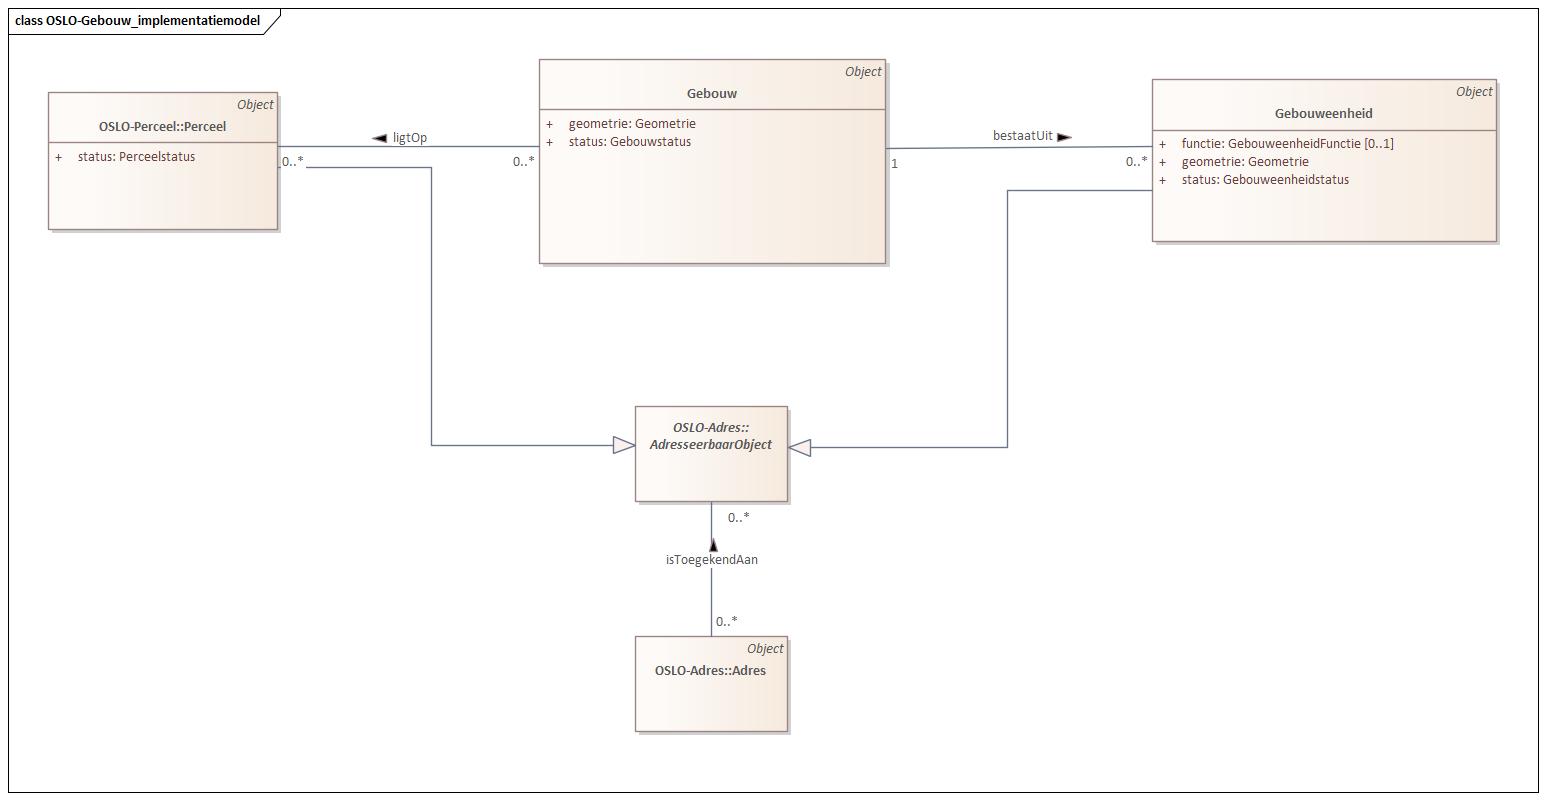 class OSLO-Gebouw_implementatiemodel
Object
OSLO-Perceel::Perceel
+ status: Perceelstatus
0..*
ligtOp
0..*
Object
Gebouw
+ geometrie: Geometrie
+ status: Gebouwstatus
bestaatUit
1
0..*
Object
Gebouweenheid
+ functie: GebouweenheidFunctie [0..1]
+ geometrie: Geometrie
+ status: Gebouweenheidstatus
OSLO-Adres::
AdresseerbaarObject
0..*
isToegekendAan
0..*
Object
OSLO-Adres::Adres